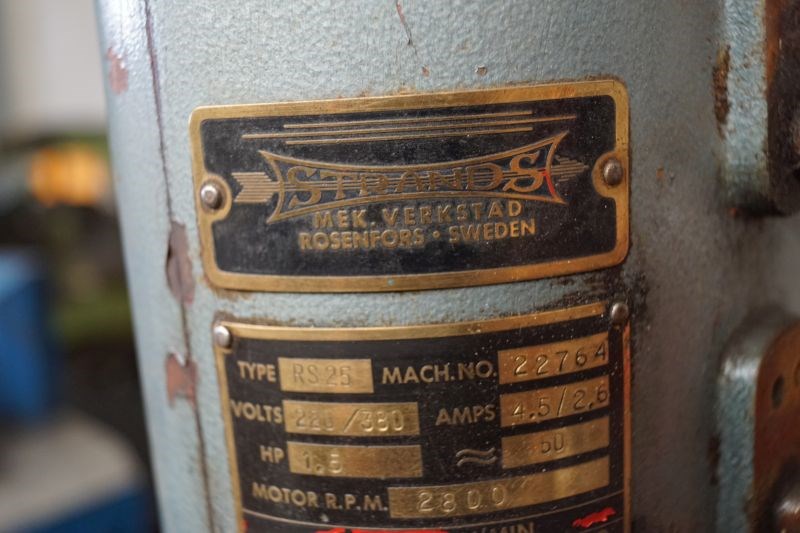 STRANDS
MEK. VERKSTAD
ROSENFORS · SWEDEN
TYPE RS 25 MACH. NO. 22764
VOLTS 220/380 AMPS 4.5/2.6
HP 1.5 ≈ 50
MOTOR R.P.M. 2800
/MIN